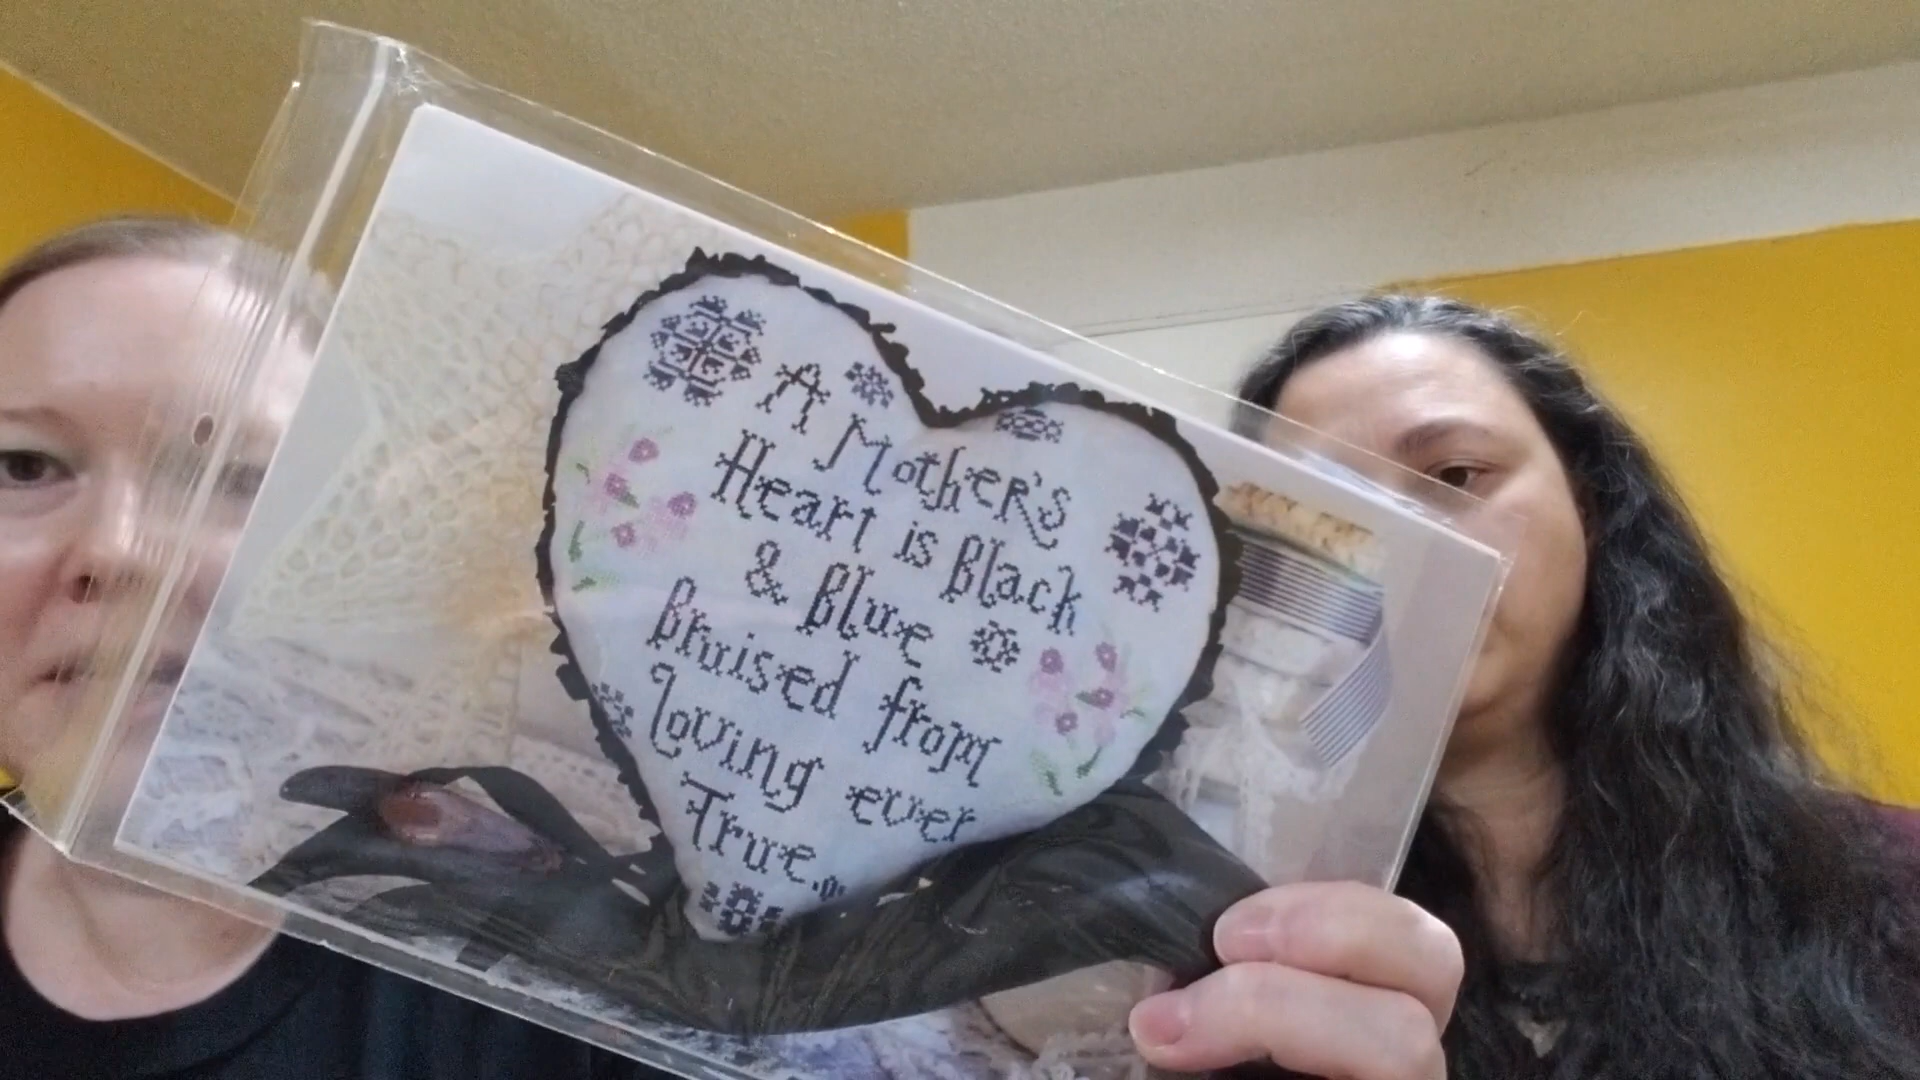 A Mother's
Heart is Black
& Blue
Bruised from
loving ever
True.